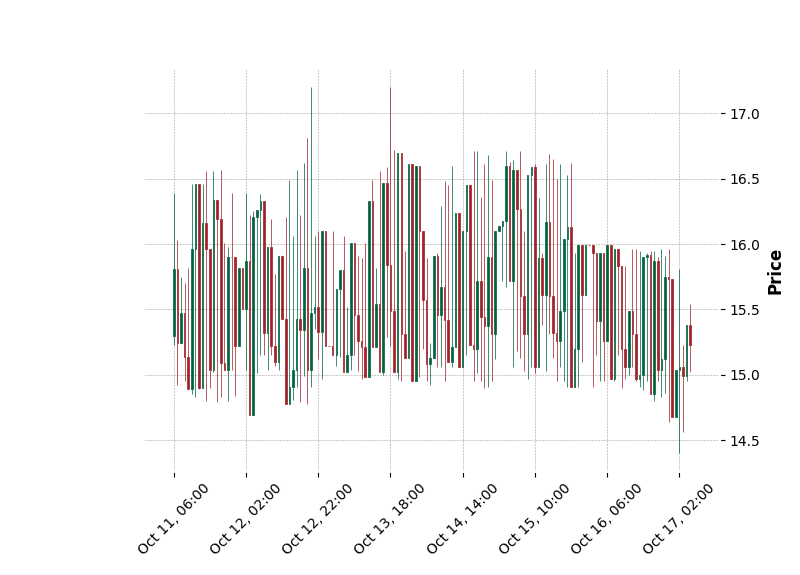 17.0
16.5
16.0
15.5
15.0
14.5
Price
Oct 11, 06:00
Oct 12, 02:00
Oct 12, 22:00
Oct 13, 18:00
Oct 14, 14:00
Oct 15, 10:00
Oct 16, 06:00
Oct 17, 02:00